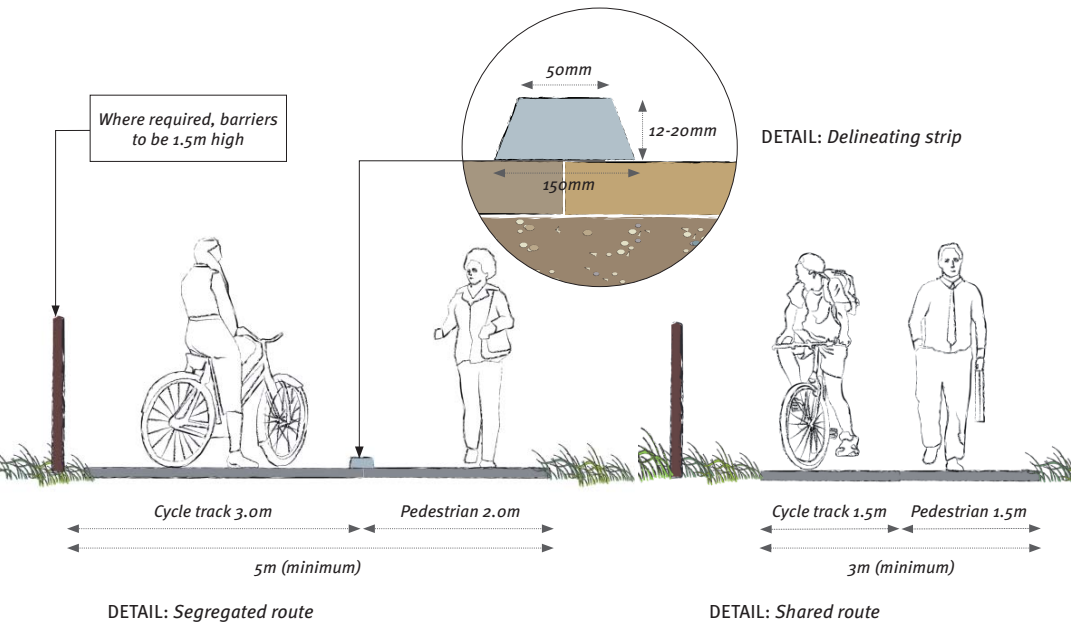 50mm
Where required, barriers
to be 1.5m high
12-20mm
DETAIL: Delineating strip
150mm
Cycle track 3.0m
Pedestrian 2.0m
Cycle track 1.5m
Pedestrian 1.5m
5m (minimum)
3m (minimum)
DETAIL: Segregated route
DETAIL: Shared route